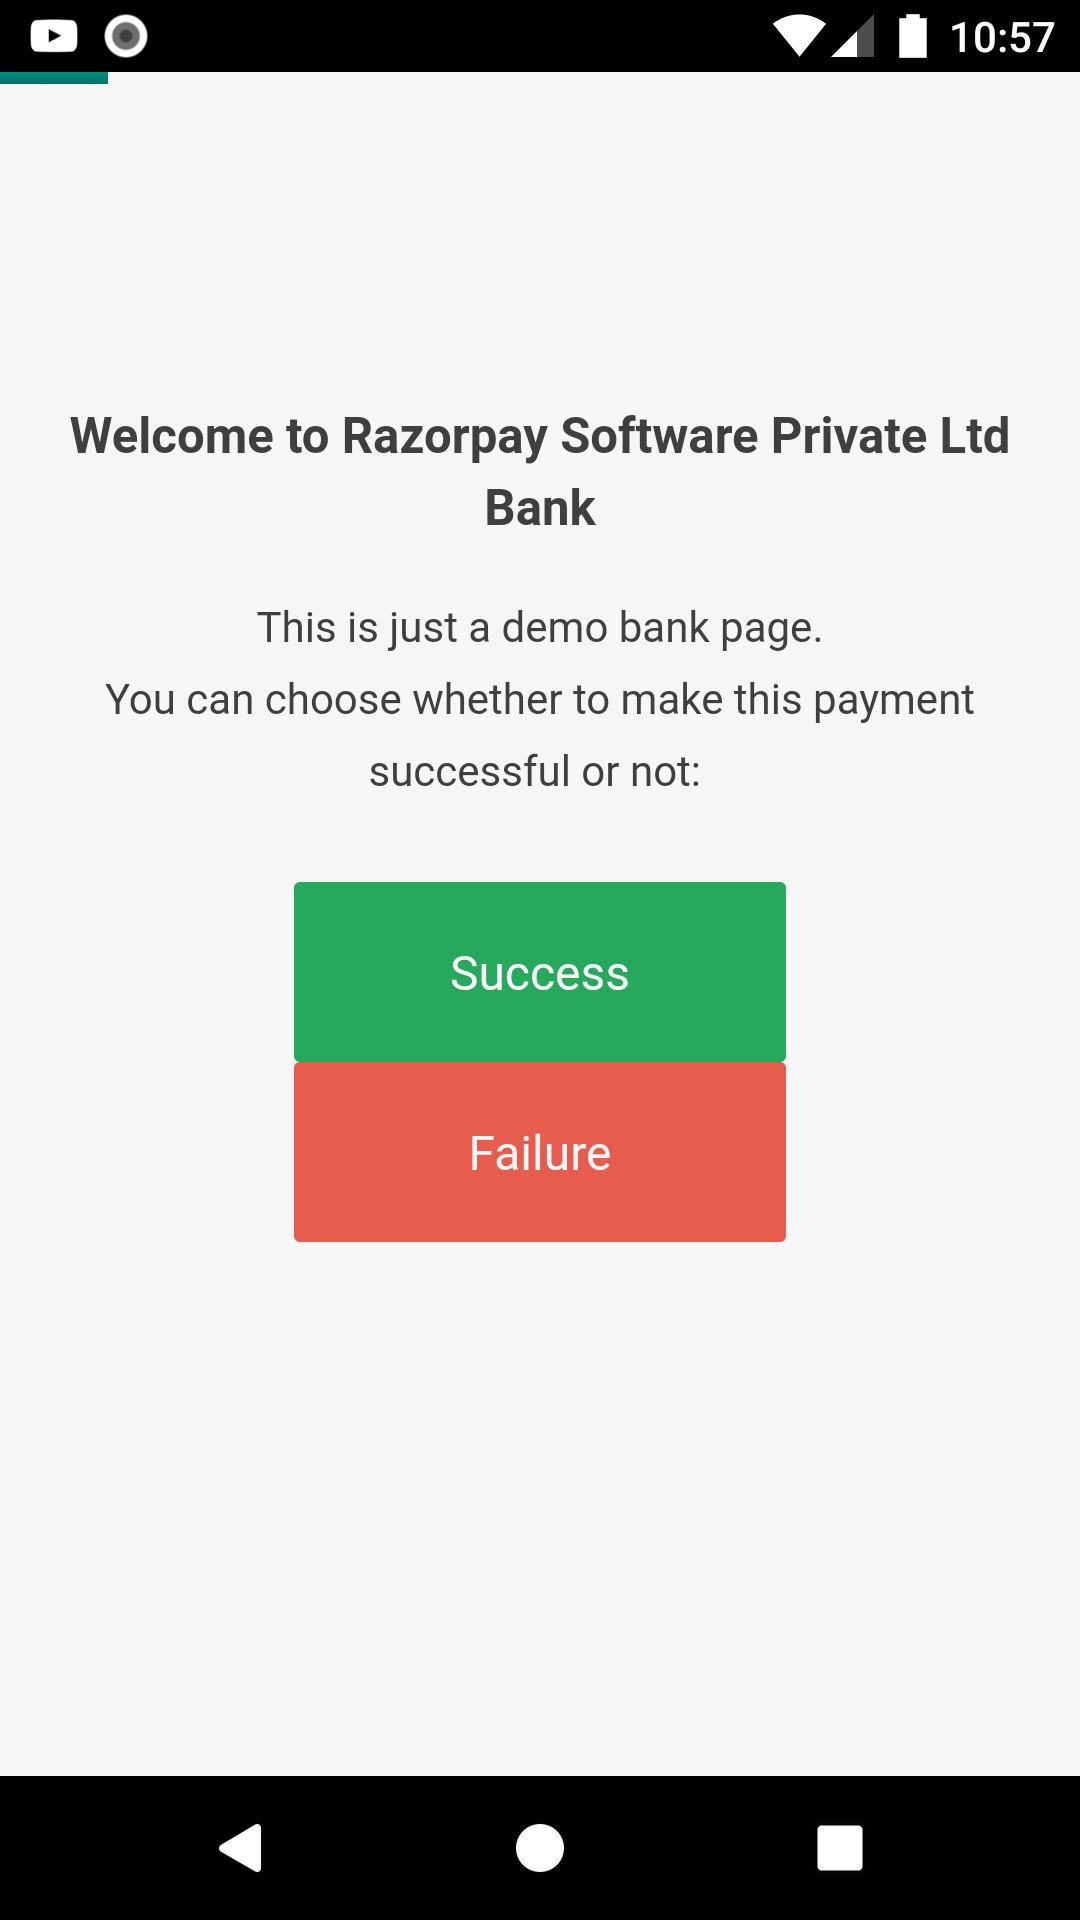 10:57
Welcome to Razorpay Software Private Ltd
Bank
This is just a demo bank page.
You can choose whether to make this payment
successful or not:
Success
Failure